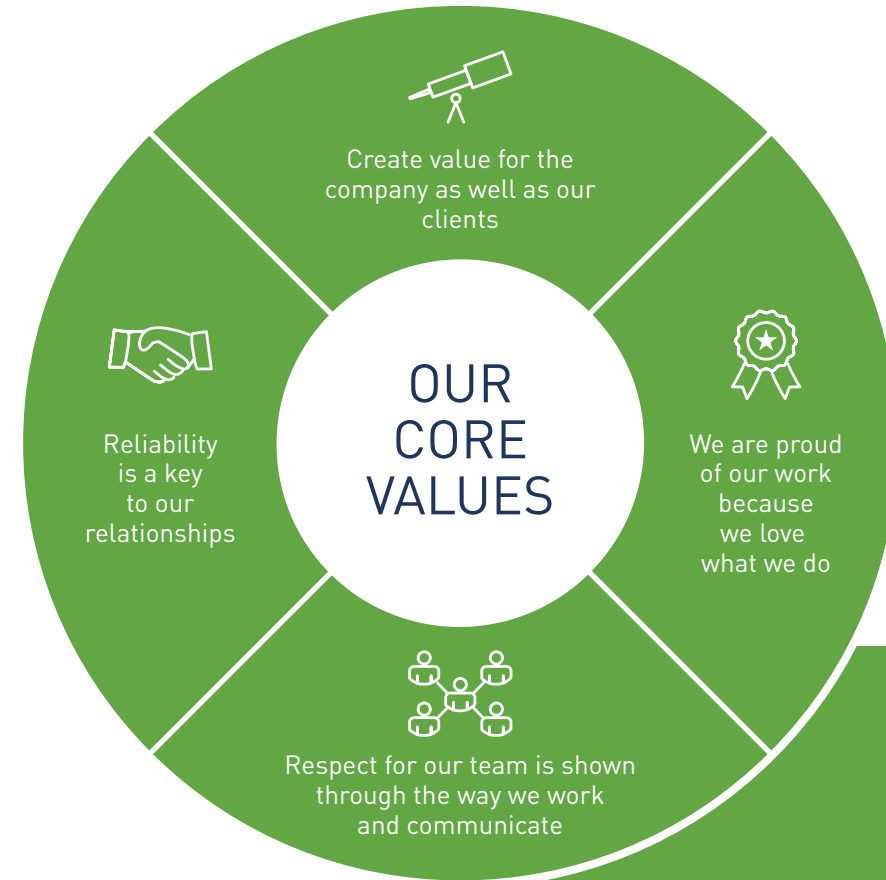 Create value for the
company as well as our
clients
OUR
CORE
VALUES
Reliability
is a key
to our
relationships
We are proud
of our work
because
we love
what we do
Respect for our team is shown
through the way we work
and communicate